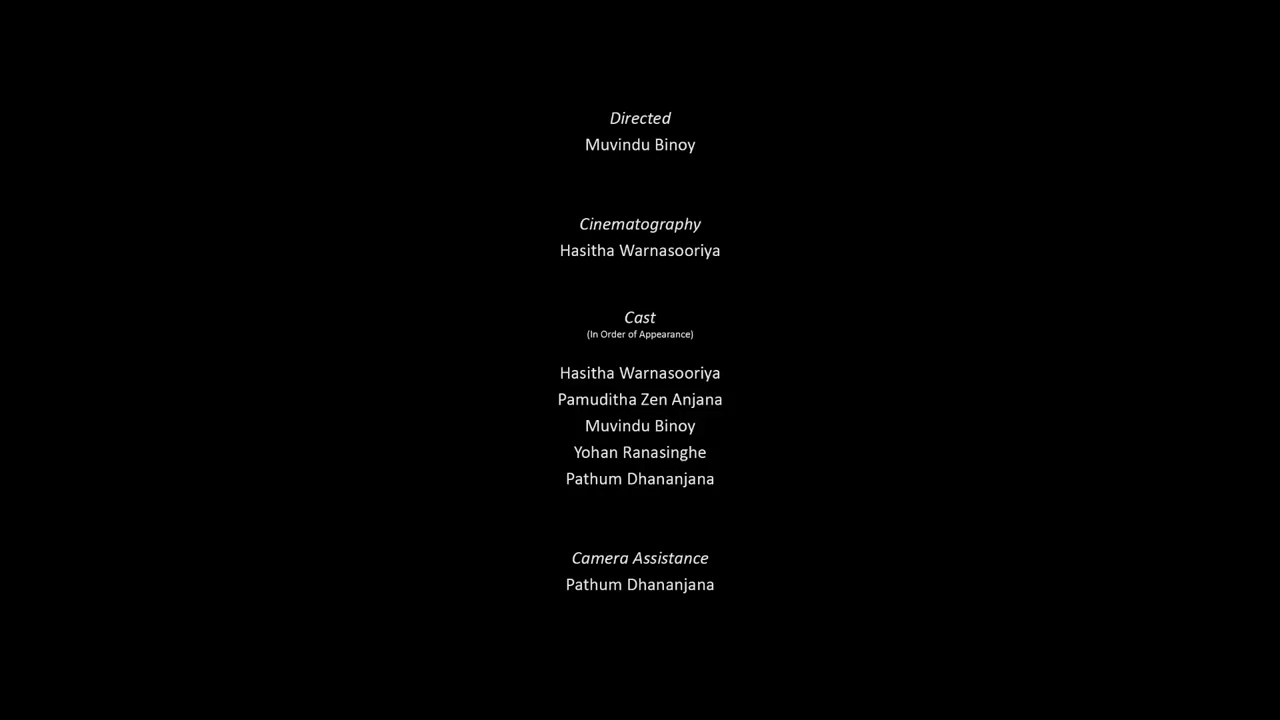 Directed
Muvindu Binoy
Cinematography
Hasitha Warnasooriya
Cast
(In Order of Appearance)
Hasitha Warnasooriya
Pamuditha Zen Anjana
Muvindu Binoy
Yohan Ranasinghe
Pathum Dhananjana
Camera Assistance
Pathum Dhananjana